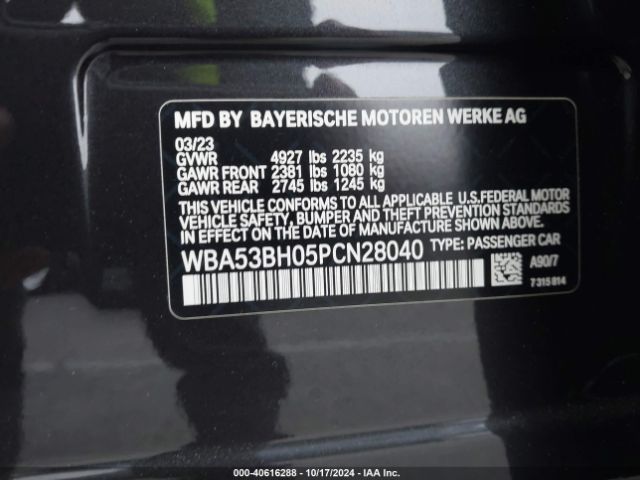 MFD BY BAYERISCHE MOTOREN WERKE AG
03/23
GVWR 4927 lbs 2235 kg
GAWR FRONT 2381 lbs 1080 kg
GAWR REAR 2745 lbs 1245 kg
THIS VEHICLE CONFORMS TO ALL APPLICABLE U.S.FEDERAL MOTOR
VEHICLE SAFETY, BUMPER AND THEFT PREVENTION STANDARDS
IN EFFECT ON THE DATE OF MANUFACTURE SHOWN ABOVE.
WBA53BH05PCN28040 TYPE: PASSENGER CAR
A90/7
7 315 814
000-40616288 - 10/17/2024 - IAA Inc.